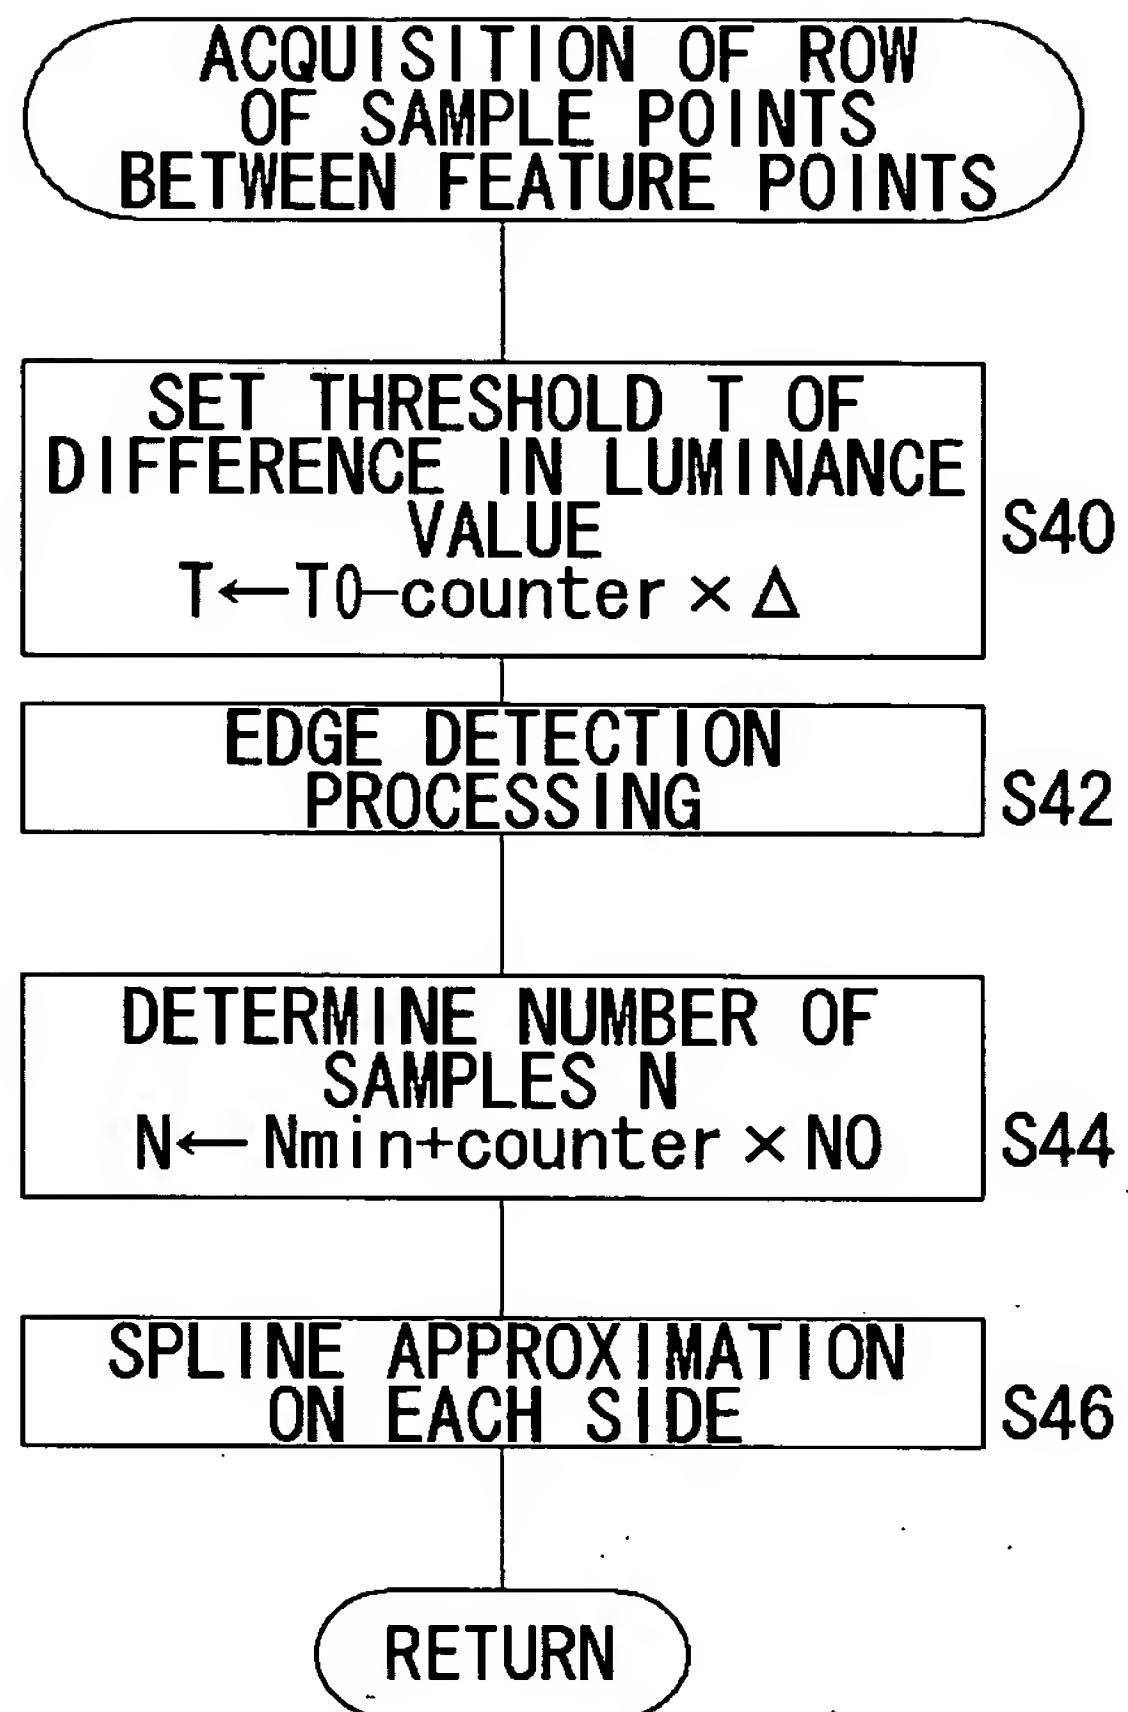 ACQUISITION OF ROW
OF SAMPLE POINTS
BETWEEN FEATURE POINTS
SET THRESHOLD T OF
DIFFERENCE IN LUMINANCE
VALUE
T←T0−counter × Δ
S40
EDGE DETECTION
PROCESSING
S42
DETERMINE NUMBER OF
SAMPLES N
N←Nmin+counter × N0
S44
SPLINE APPROXIMATION
ON EACH SIDE
S46
RETURN